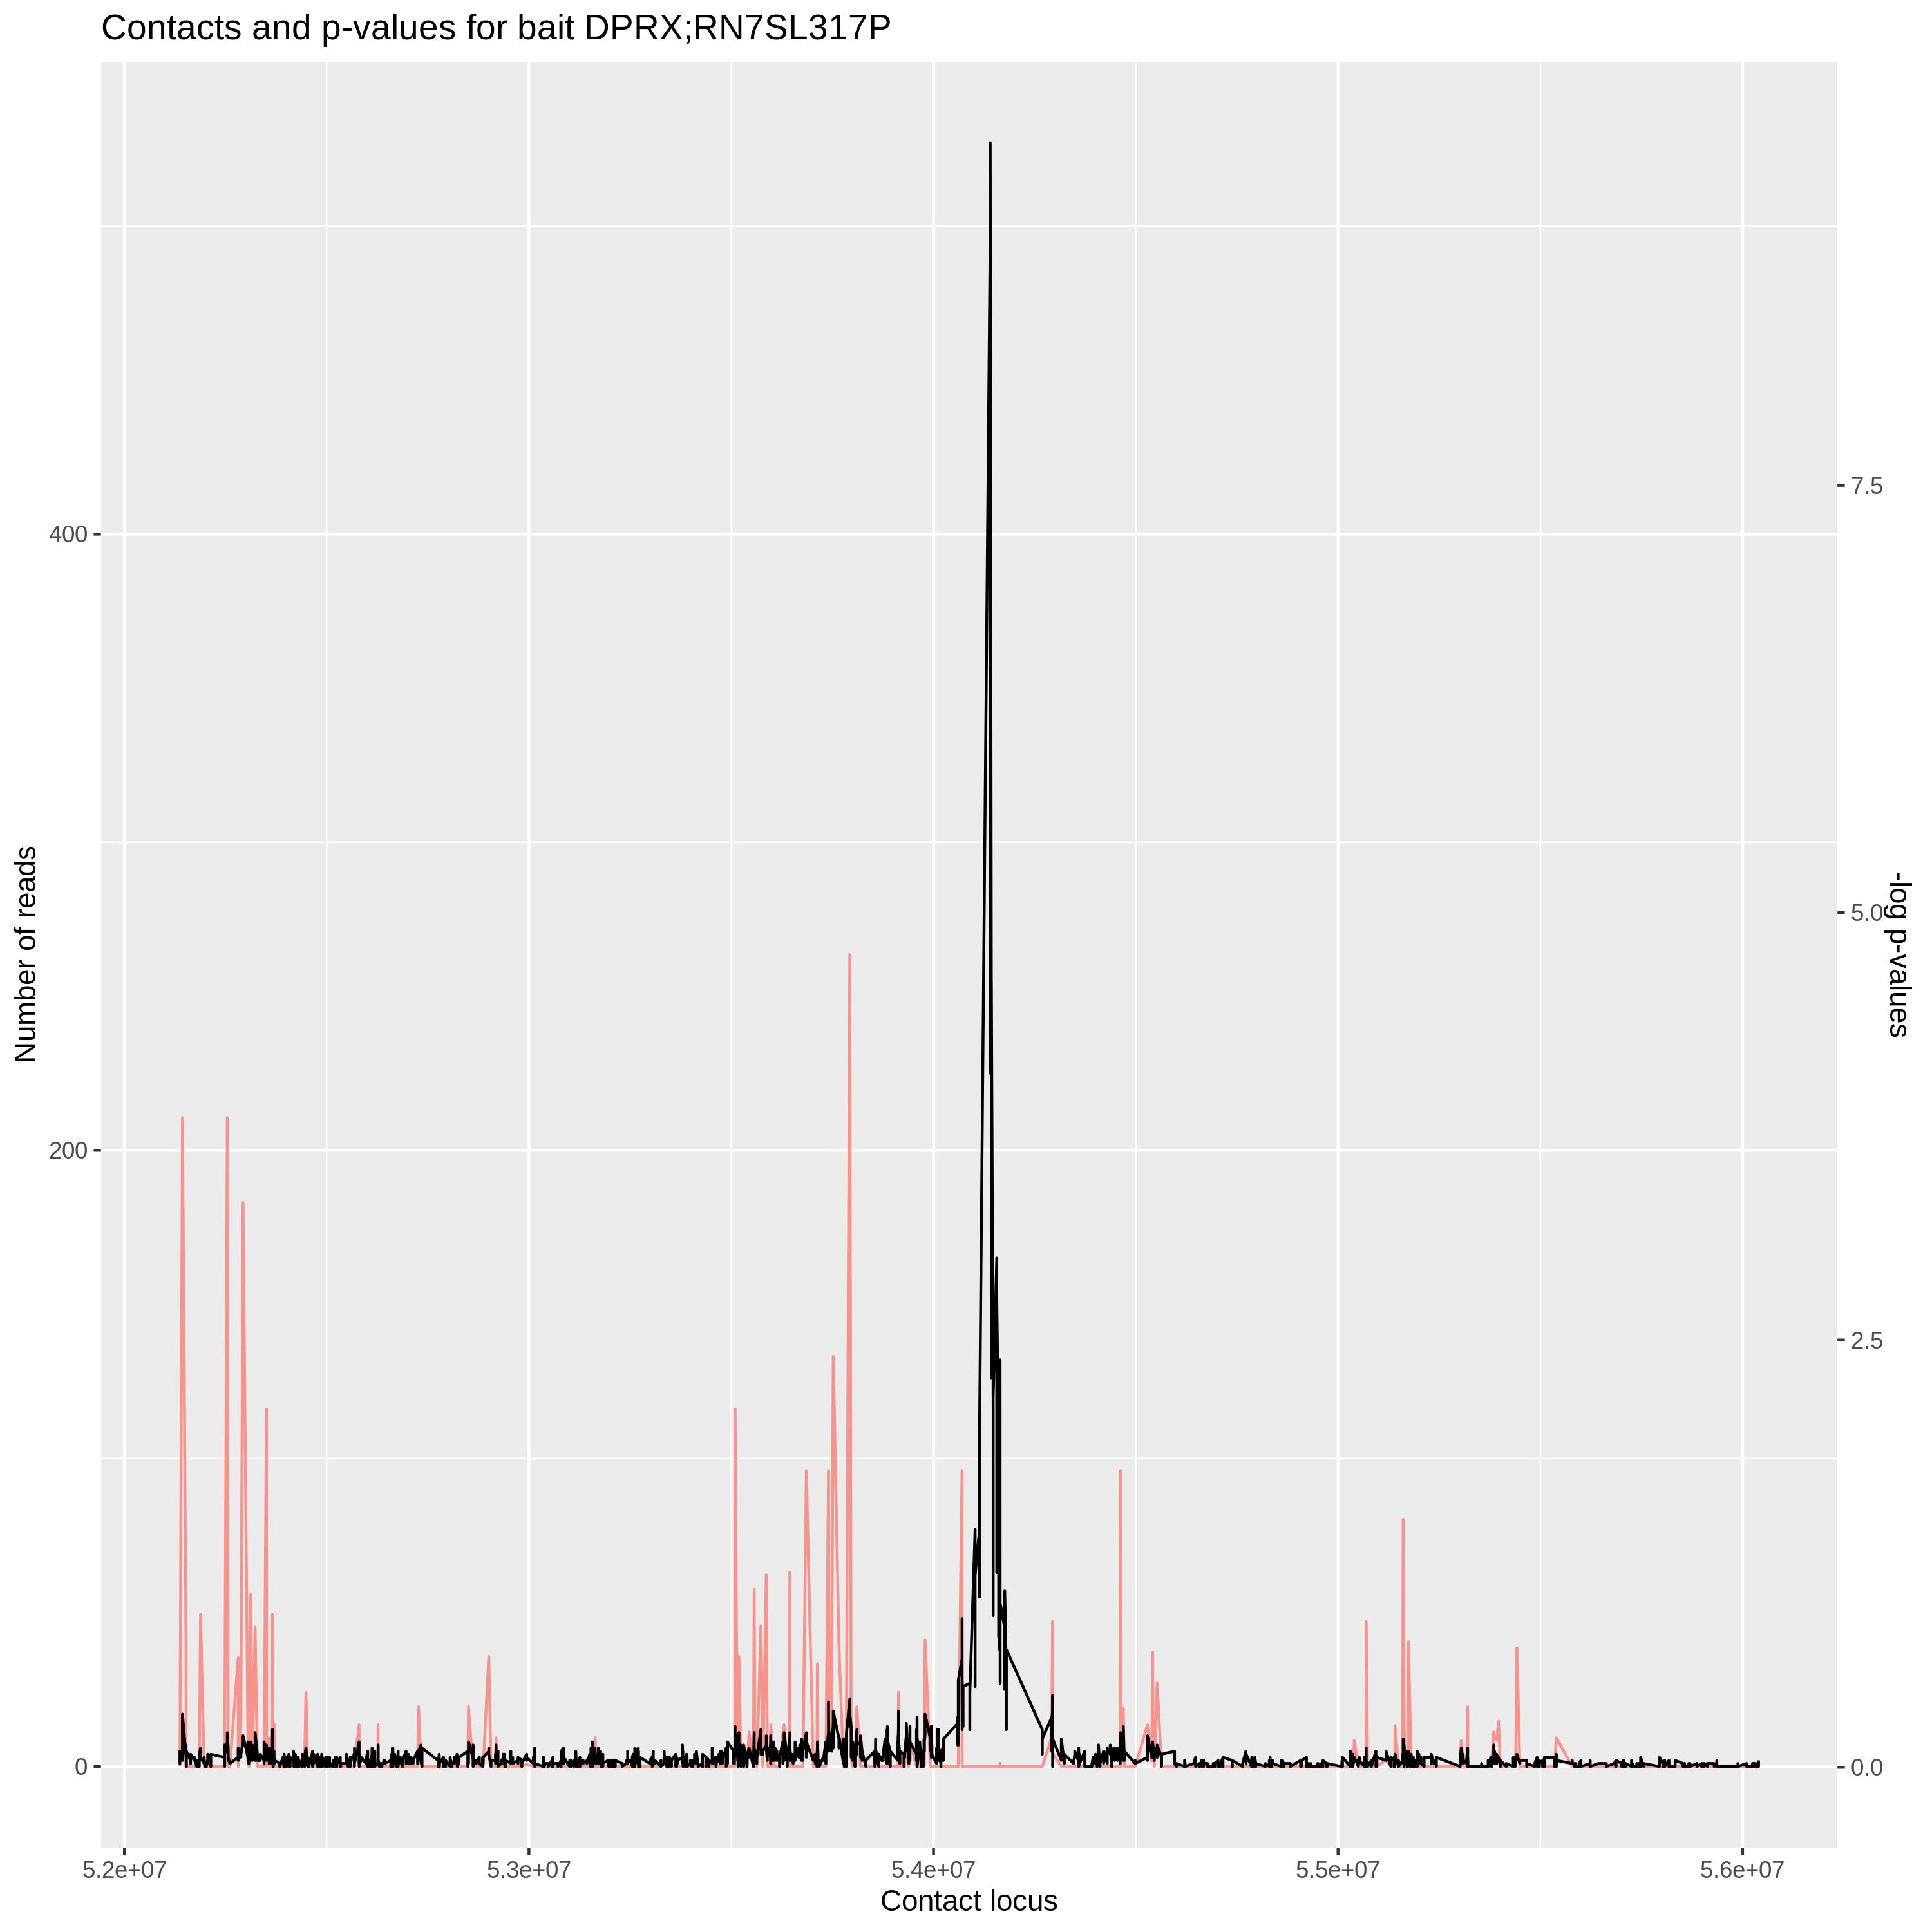 Contacts and p-values for bait DPRX;RN7SL317P
400
200
0
Number of reads
7.5
5.0
2.5
0.0
-log p-values
5.2e+07
5.3e+07
5.4e+07
5.5e+07
5.6e+07
Contact locus